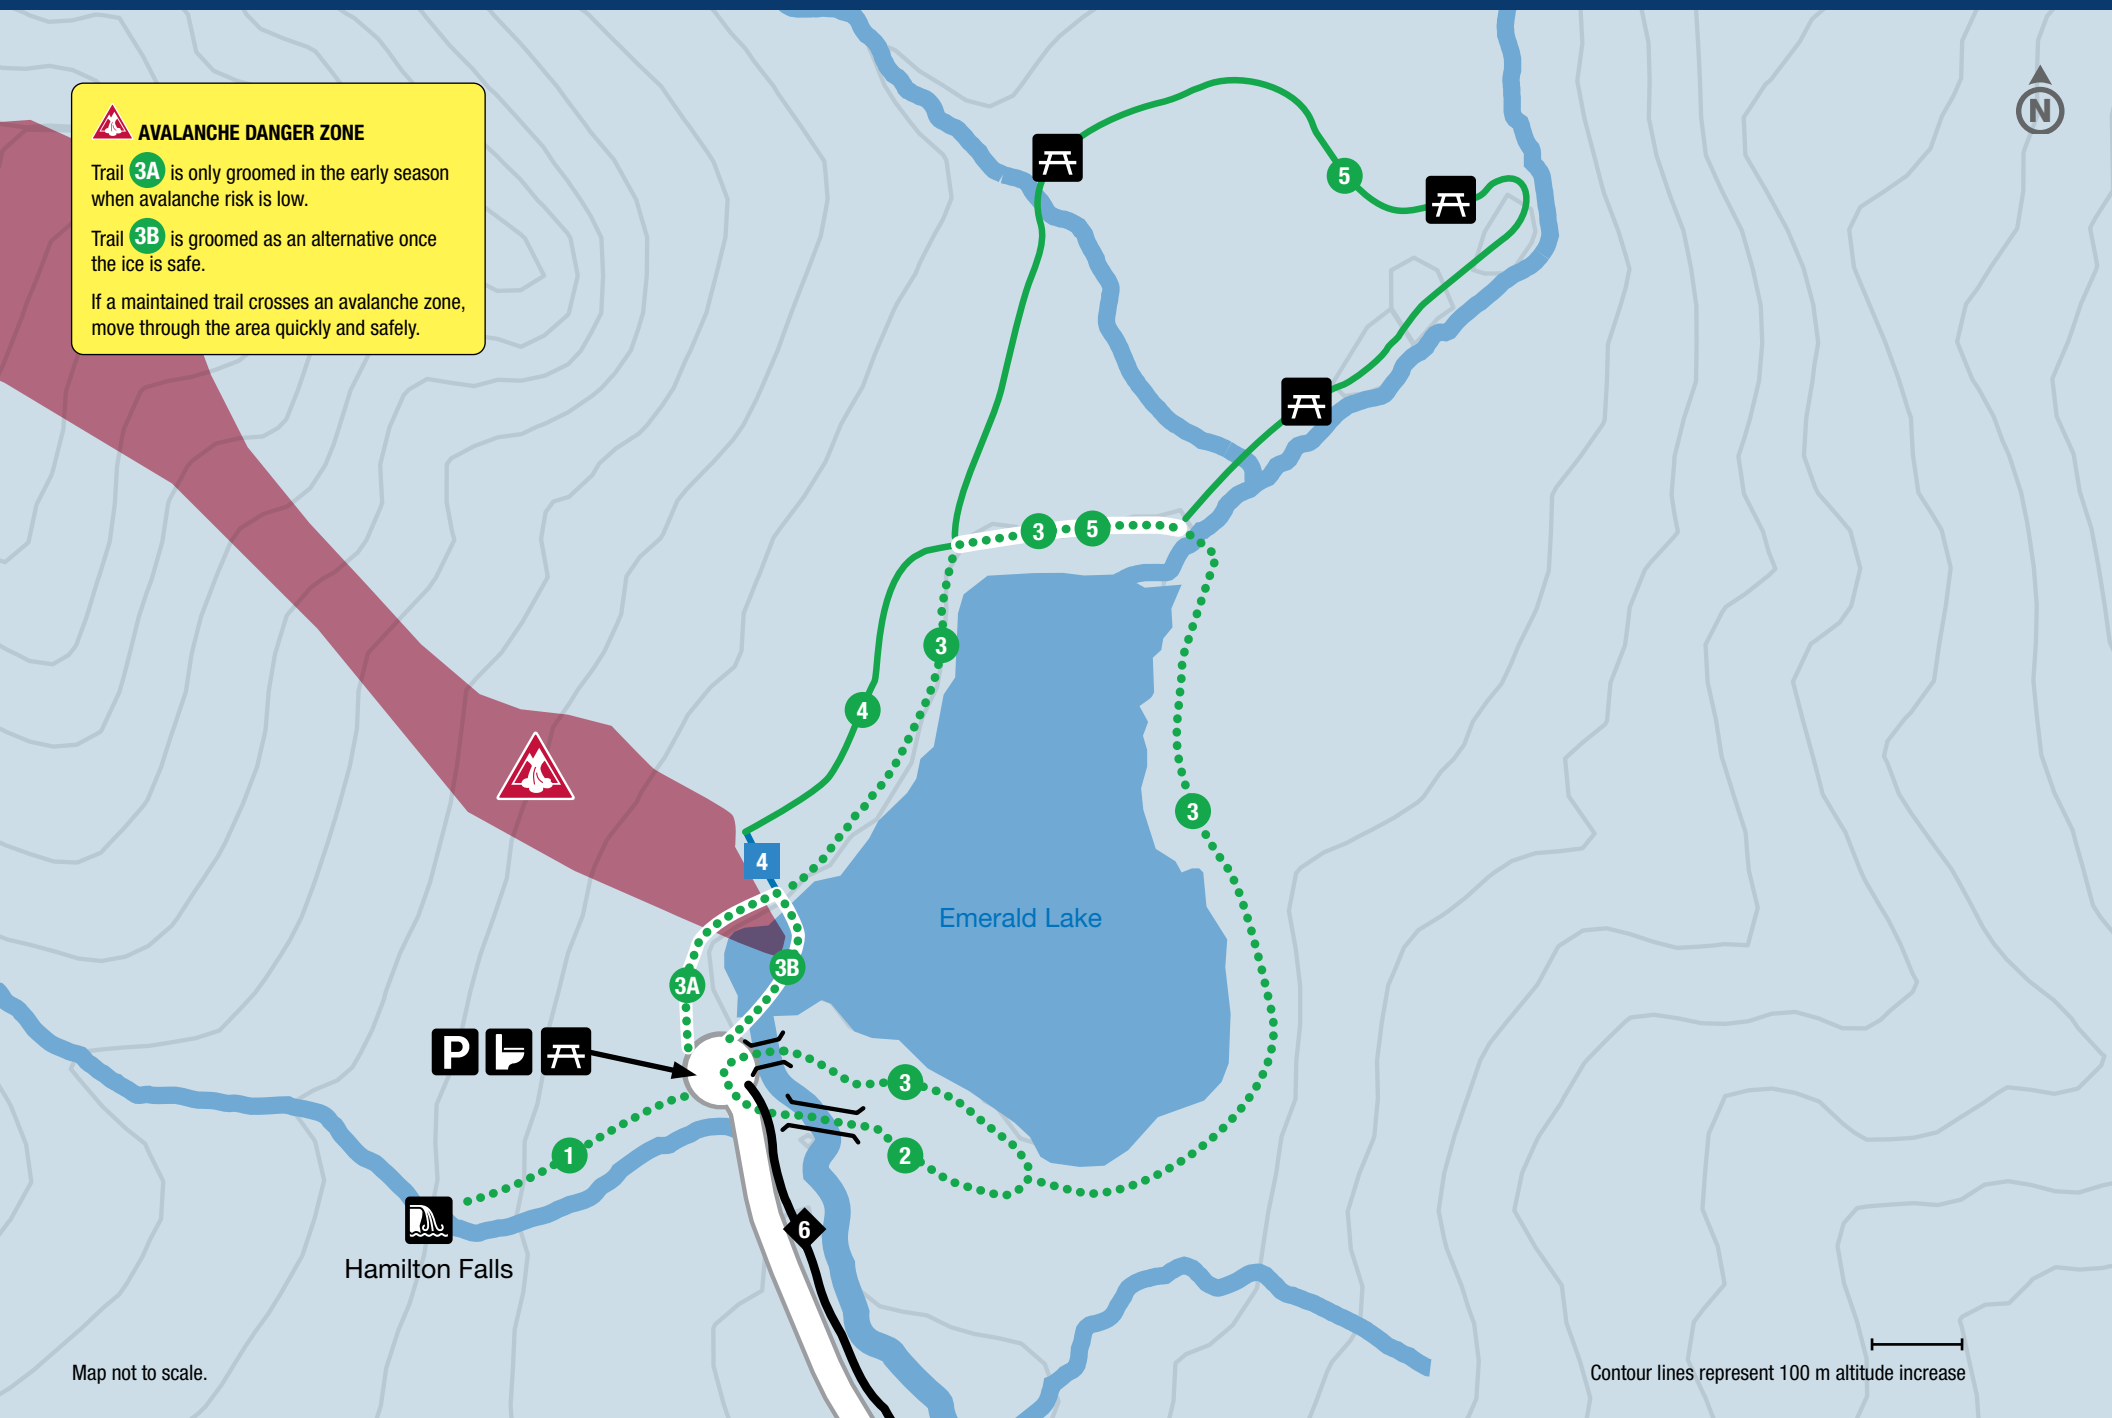 AVALANCHE DANGER ZONE
Trail 3A is only groomed in the early season
when avalanche risk is low.
Trail 3B is groomed as an alternative once
the ice is safe.
If a maintained trail crosses an avalanche zone,
move through the area quickly and safely.
N
5
3 5
3
4
3
4
Emerald Lake
3B
3A
P
3
1
2
6
Hamilton Falls
Map not to scale.
Contour lines represent 100 m altitude increase